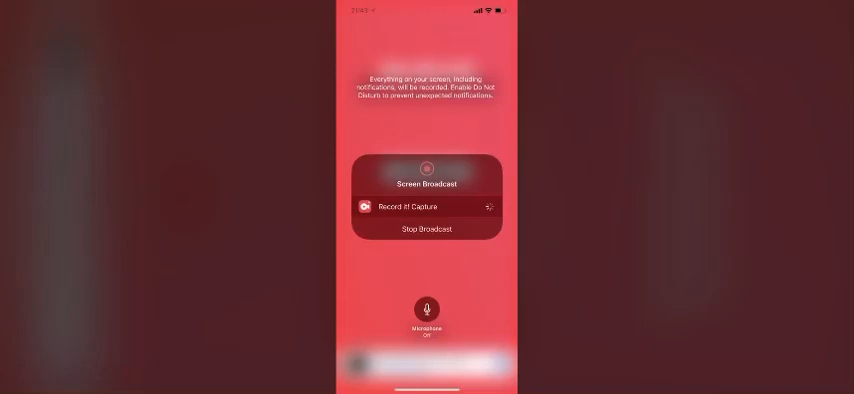 Everything on your screen, including
notifications, will be recorded. Enable Do Not
Disturb to prevent unexpected notifications.
Screen Broadcast
Record it! Capture
Stop Broadcast
Microphone
Off